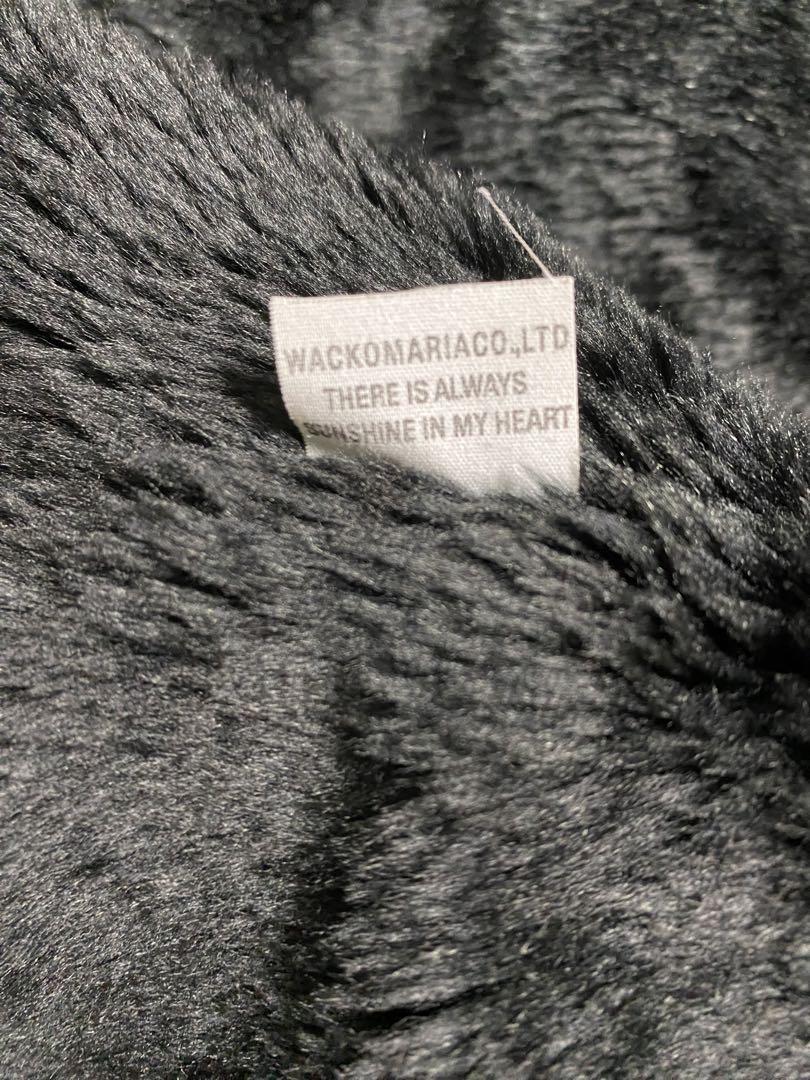 WACKOMARIACO.,LTD
THERE IS ALWAYS
SUNSHINE IN MY HEART